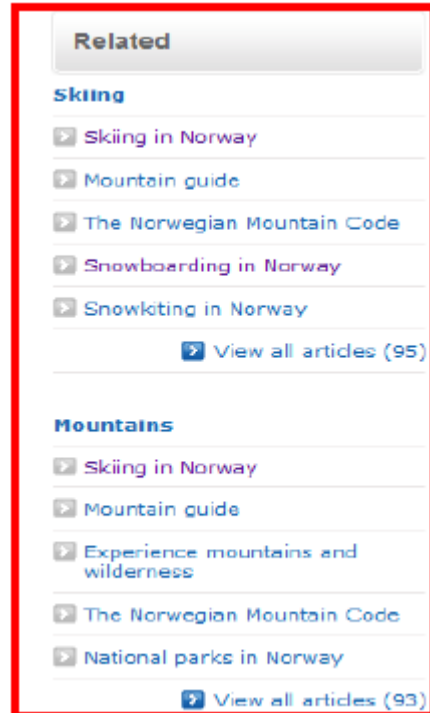 Related
Skiing
Skiing in Norway
Mountain guide
The Norwegian Mountain Code
Snowboarding in Norway
Snowkiting in Norway
View all articles (95)
Mountains
Skiing in Norway
Mountain guide
Experience mountains and
wilderness
The Norwegian Mountain Code
National parks in Norway
View all articles (93)